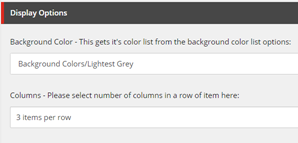 Display Options
Background Color - This gets it's color list from the background color list options:
Background Colors/Lightest Grey
Columns - Please select number of columns in a row of item here:
3 items per row